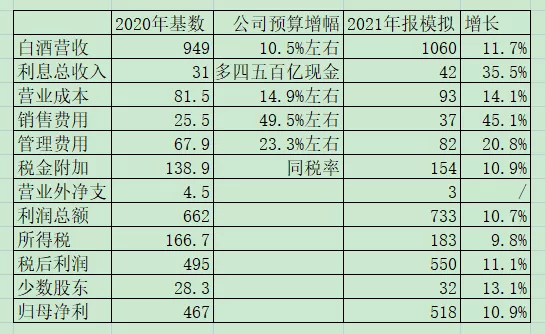 2020年基数 公司预算增幅 2021年报模拟 增长
白酒营收 949 10.5%左右 1060 11.7%
利息总收入 31 多四五百亿现金 42 35.5%
营业成本 81.5 14.9%左右 93 14.1%
销售费用 25.5 49.5%左右 37 45.1%
管理费用 67.9 23.3%左右 82 20.8%
税金附加 138.9 同税率 154 10.9%
营业外净支 4.5 3 /
利润总额 662 733 10.7%
所得税 166.7 183 9.8%
税后利润 495 550 11.1%
少数股东 28.3 32 13.1%
归母净利 467 518 10.9%